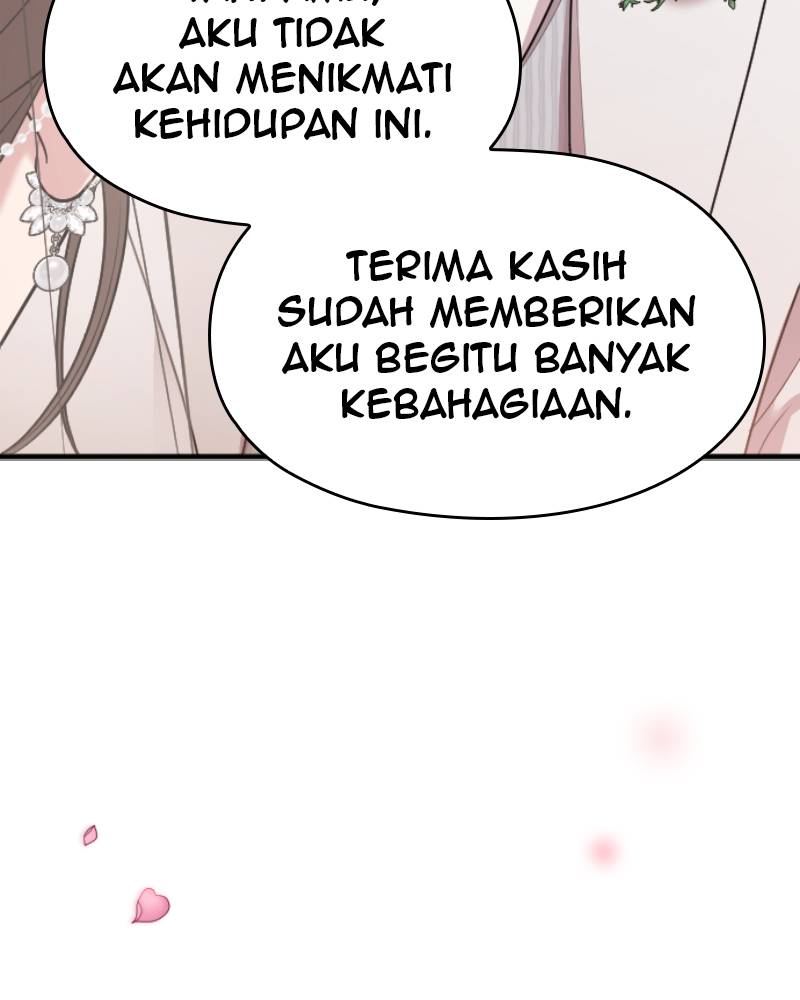 AKU TIDAK
AKAN MENIKMATI
KEHIDUPAN INI.
TERIMA KASIH
SUDAH MEMBERIKAN
AKU BEGITU BANYAK
KEBAHAGIAAN.